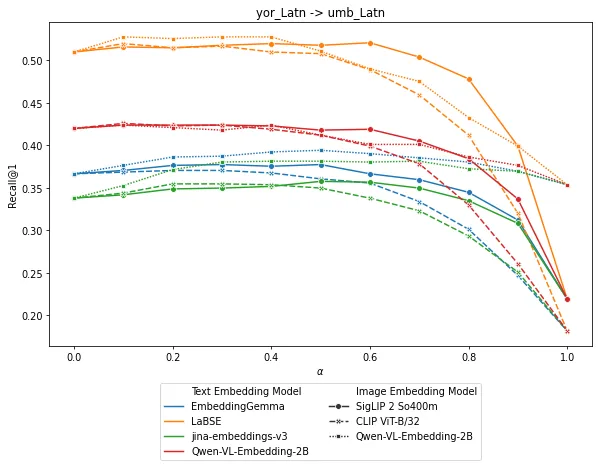 yor_Latn -> umb_Latn
Recall@1
0.50
0.45
0.40
0.35
0.30
0.25
0.20
0.0 0.2 0.4 0.6 0.8 1.0
α
Text Embedding Model Image Embedding Model
EmbeddingGemma SigLIP 2 So400m
LaBSE CLIP ViT-B/32
jina-embeddings-v3 Qwen-VL-Embedding-2B
Qwen-VL-Embedding-2B